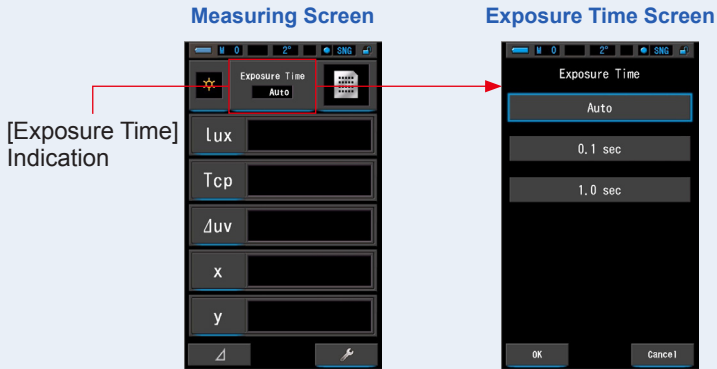 Measuring Screen
Exposure Time Screen
M 0 2° SNG
Exposure Time
Auto
[Exposure Time]
Indication
lux
Tcp
⊿uv
x
y
⊿
M 0 2° SNG
Exposure Time
Auto
0.1 sec
1.0 sec
OK Cancel